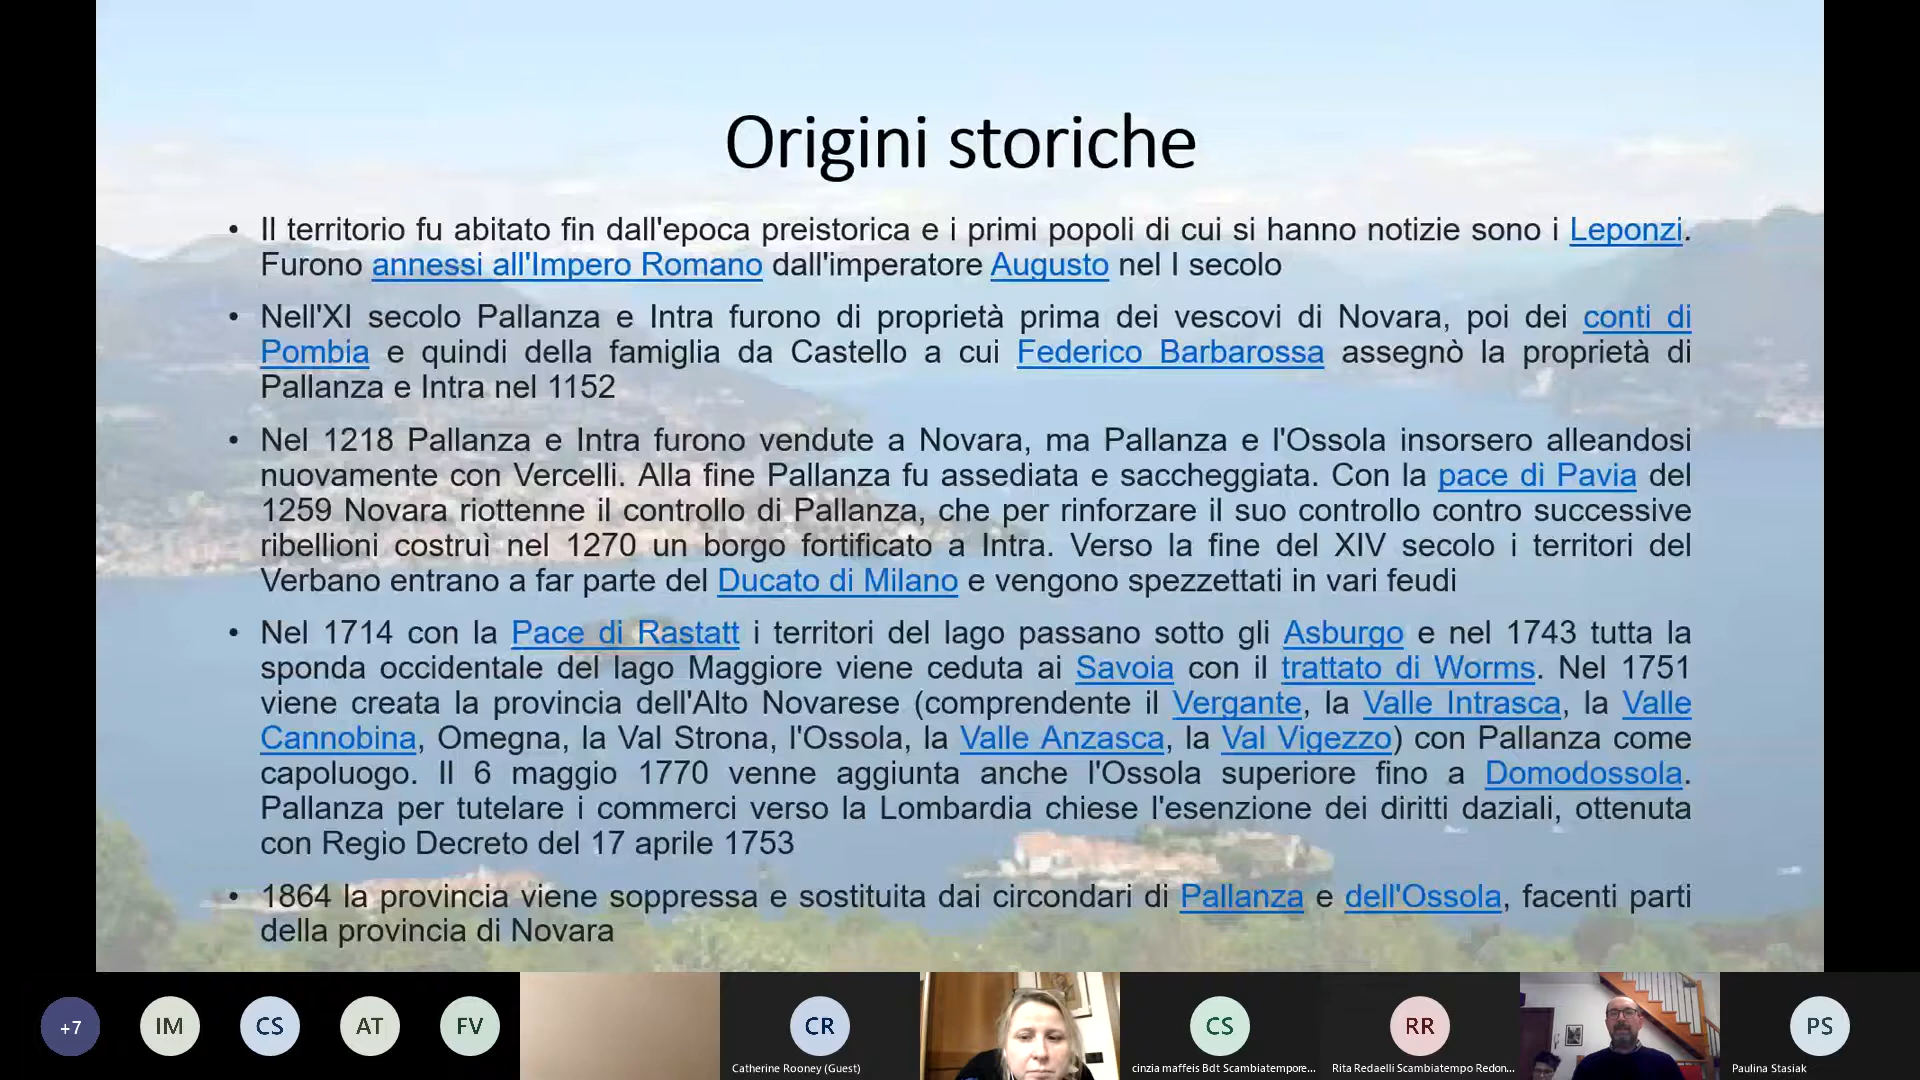 Origini storiche
• Il territorio fu abitato fin dall'epoca preistorica e i primi popoli di cui si hanno notizie sono i Leponzi.
Furono annessi all'Impero Romano dall'imperatore Augusto nel I secolo
• Nell'XI secolo Pallanza e Intra furono di proprietà prima dei vescovi di Novara, poi dei conti di
Pombia e quindi della famiglia da Castello a cui Federico Barbarossa assegnò la proprietà di
Pallanza e Intra nel 1152
• Nel 1218 Pallanza e Intra furono vendute a Novara, ma Pallanza e l'Ossola insorsero alleandosi
nuovamente con Vercelli. Alla fine Pallanza fu assediata e saccheggiata. Con la pace di Pavia del
1259 Novara riottenne il controllo di Pallanza, che per rinforzare il suo controllo contro successive
ribellioni costruì nel 1270 un borgo fortificato a Intra. Verso la fine del XIV secolo i territori del
Verbano entrano a far parte del Ducato di Milano e vengono spezzettati in vari feudi
• Nel 1714 con la Pace di Rastatt i territori del lago passano sotto gli Asburgo e nel 1743 tutta la
sponda occidentale del lago Maggiore viene ceduta ai Savoia con il trattato di Worms. Nel 1751
viene creata la provincia dell'Alto Novarese (comprendente il Vergante, la Valle Intrasca, la Valle
Cannobina, Omegna, la Val Strona, l'Ossola, la Valle Anzasca, la Val Vigezzo) con Pallanza come
capoluogo. Il 6 maggio 1770 venne aggiunta anche l'Ossola superiore fino a Domodossola.
Pallanza per tutelare i commerci verso la Lombardia chiese l'esenzione dei diritti daziali, ottenuta
con Regio Decreto del 17 aprile 1753
• 1864 la provincia viene soppressa e sostituita dai circondari di Pallanza e dell'Ossola, facenti parti
della provincia di Novara
+7
IM
CS
AT
FV
CR
CS
RR
PS
Catherine Rooney (Guest)
cinzia maffeis Bdt Scambiatempore...
Rita Redaelli Scambiatempo Redon...
Paulina Stasiak